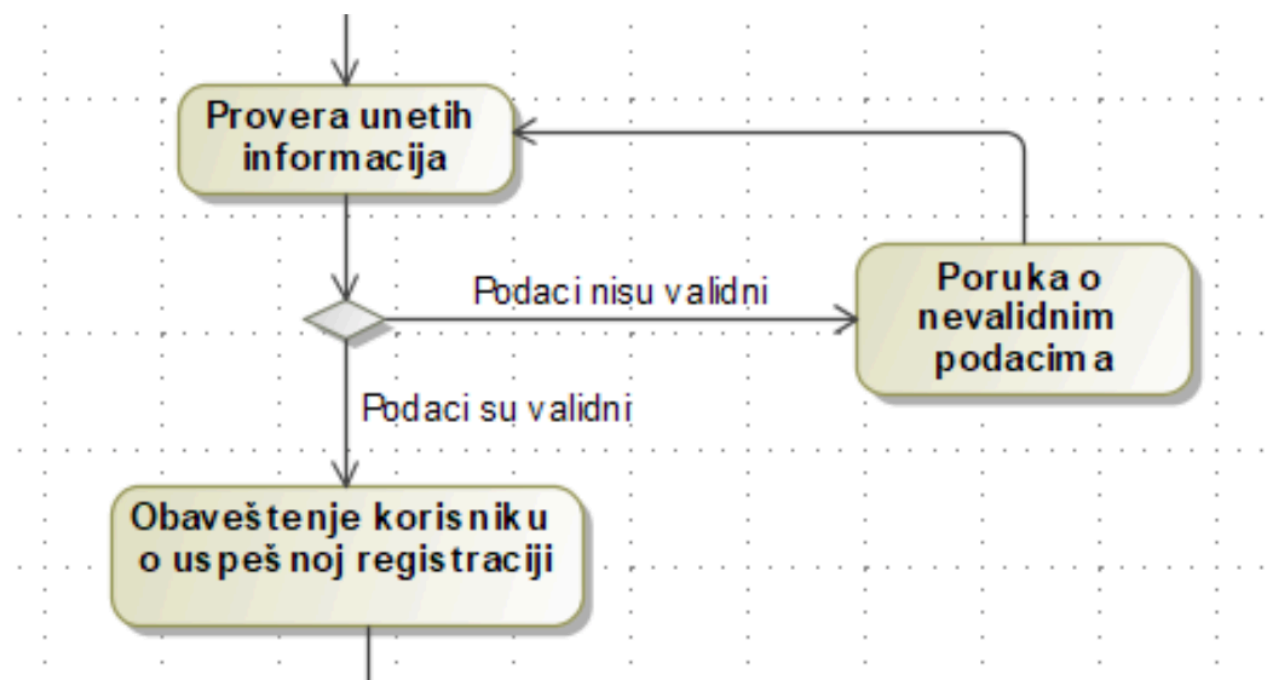 Provera unetih
informacija
Podaci nisu validni
Poruka o
nevalidnim
podacima
Podaci su validni
Obaveštenje korisniku
o uspešnoj registraciji